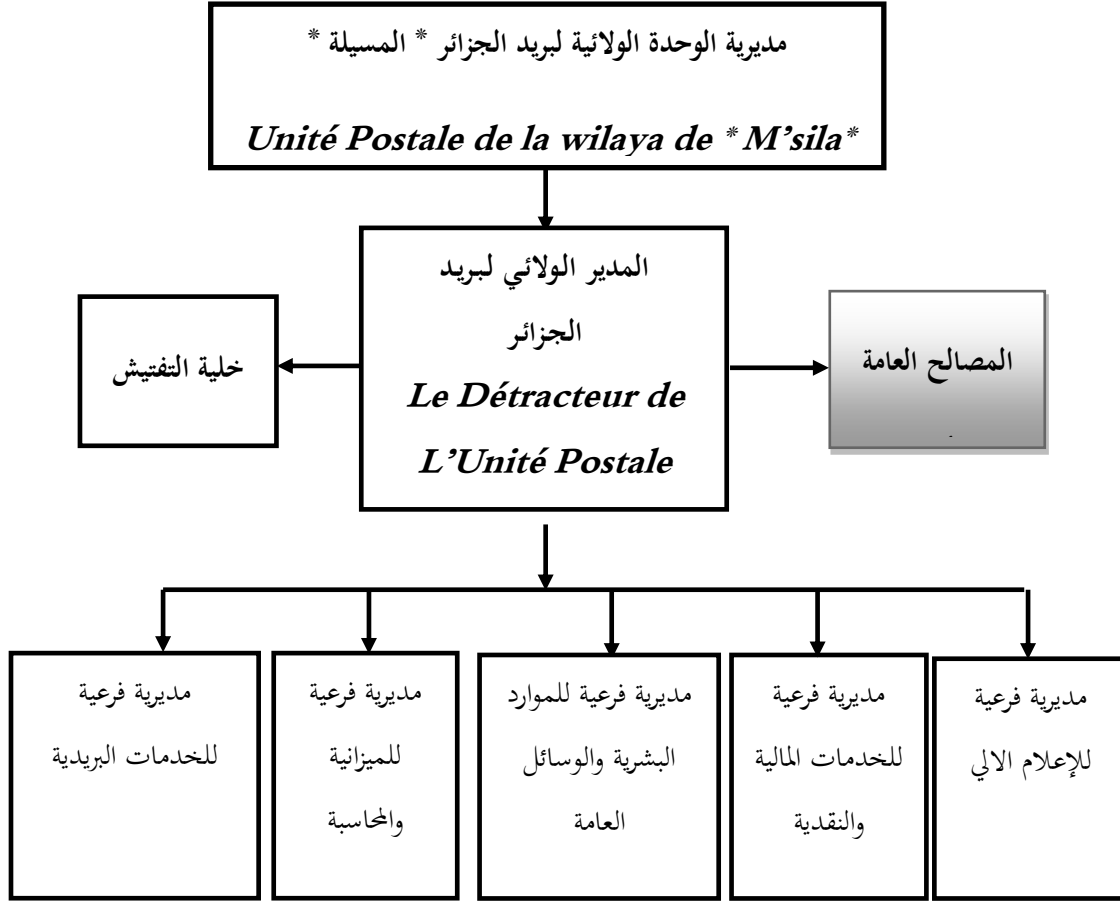 مديرية الوحدة الولائية لبريد الجزائر * المسيلة *
Unité Postale de la wilaya de * M’sila*
المدير الولائي لبريد
الجزائر
Le Détracteur de
L’Unité Postale
المصالح العامة
خلية التفتيش
مديرية فرعية
للإعلام الالي
مديرية فرعية
للخدمات المالية
والنقدية
مديرية فرعية للموارد
البشرية والوسائل
العامة
مديرية فرعية
للميزانية
والمحاسبة
مديرية فرعية
للخدمات البريدية